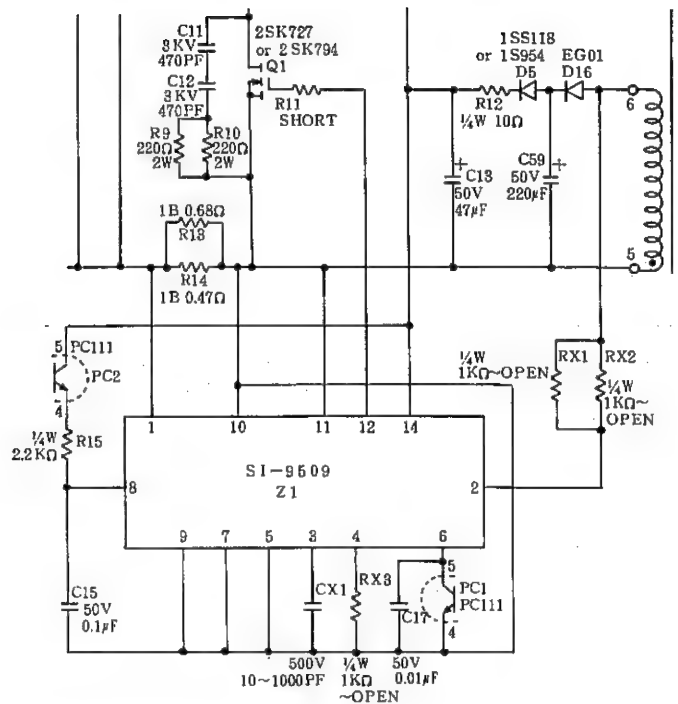 C11
3KV
470PF
C12
3KV
470PF
R9
220Ω
2W
R10
220Ω
2W
2SK727
or 2SK794
Q1
R11
SHORT
1SS118
or 1S954
D5
EG01
D16
R12
¼W 10Ω
C13
50V
47μF
C59
50V
220μF
6
5
1B 0.68Ω
R13
R14
1B 0.47Ω
5
PC111
PC2
4
¼W
2.2KΩ
R15
¼W
1KΩ~OPEN
RX1
RX2
¼W
1KΩ~
OPEN
1
10
11
12
14
8
SI-9509
Z1
2
9
7
5
3
4
6
C15
50V
0.1μF
CX1
500V
10~1000PF
RX3
¼W
1KΩ
~OPEN
C17
50V
0.01μF
5
PC1
PC111
4